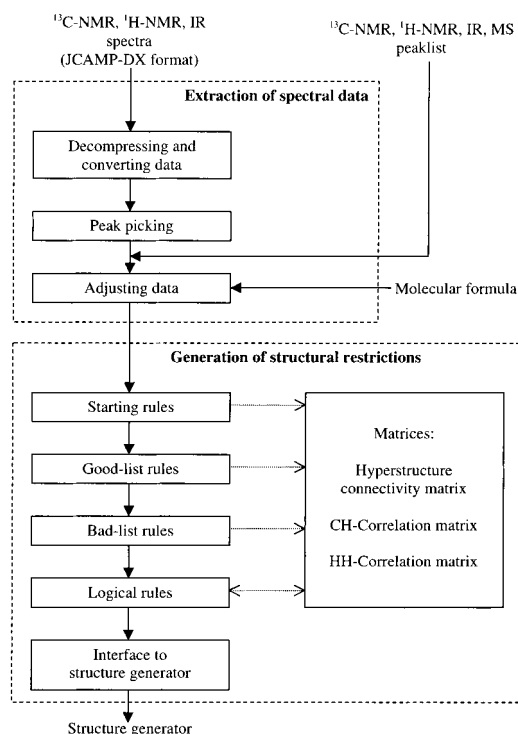 ¹³C-NMR, ¹H-NMR, IR
spectra
(JCAMP-DX format)
¹³C-NMR, ¹H-NMR, IR, MS
peaklist
Extraction of spectral data
Decompressing and
converting data
Peak picking
Adjusting data
Molecular formula
Generation of structural restrictions
Starting rules
Good-list rules
Bad-list rules
Logical rules
Interface to
structure generator
Matrices:
Hyperstructure
connectivity matrix
CH-Correlation matrix
HH-Correlation matrix
Structure generator